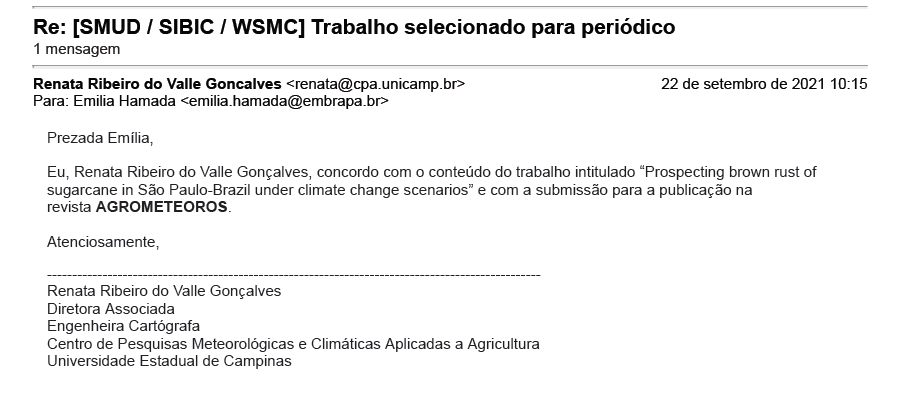 Re: [SMUD / SIBIC / WSMC] Trabalho selecionado para periódico
1 mensagem
Renata Ribeiro do Valle Goncalves <renata@cpa.unicamp.br> 22 de setembro de 2021 10:15
Para: Emilia Hamada <emilia.hamada@embrapa.br>
Prezada Emília,
Eu, Renata Ribeiro do Valle Gonçalves, concordo com o conteúdo do trabalho intitulado “Prospecting brown rust of
sugarcane in São Paulo-Brazil under climate change scenarios” e com a submissão para a publicação na
revista AGROMETEOROS.
Atenciosamente,
---------------------------------------------------------------------------------------------------
Renata Ribeiro do Valle Gonçalves
Diretora Associada
Engenheira Cartógrafa
Centro de Pesquisas Meteorológicas e Climáticas Aplicadas a Agricultura
Universidade Estadual de Campinas